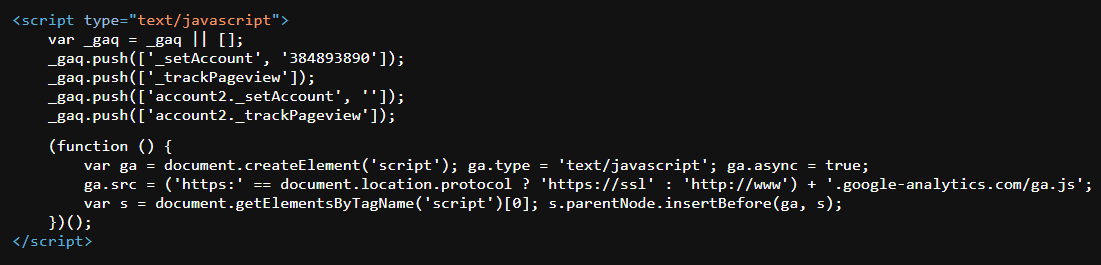 <script type="text/javascript">
var _gaq = _gaq || [];
_gaq.push(['_setAccount', '384893890']);
_gaq.push(['_trackPageview']);
_gaq.push(['account2._setAccount', '']);
_gaq.push(['account2._trackPageview']);
(function () {
var ga = document.createElement('script'); ga.type = 'text/javascript'; ga.async = true;
ga.src = ('https:' == document.location.protocol ? 'https://ssl' : 'http://www') + '.google-analytics.com/ga.js';
var s = document.getElementsByTagName('script')[0]; s.parentNode.insertBefore(ga, s);
})();
</script>